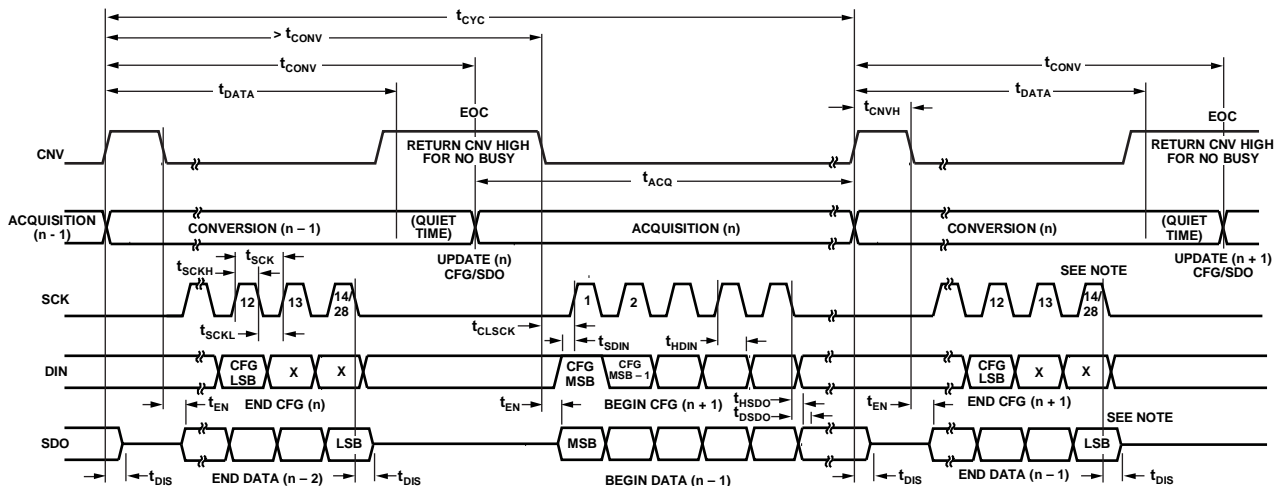 tCYC
> tCONV
tCONV
tCONV
tDATA
tDATA
tCNVH
EOC
EOC
CNV
RETURN CNV HIGH
FOR NO BUSY
RETURN CNV HIGH
FOR NO BUSY
tACQ
ACQUISITION
(n - 1)
CONVERSION (n – 1)
(QUIET
TIME)
ACQUISITION (n)
CONVERSION (n)
(QUIET
TIME)
UPDATE (n)
CFG/SDO
UPDATE (n + 1)
CFG/SDO
SEE NOTE
tSCKH
tSCK
SCK
12
13
14/
28
1
2
12
13
14/
28
tSCKL
tCLSCK
tSDIN
tHDIN
DIN
CFG
LSB
X
X
CFG
MSB
CFG
MSB – 1
CFG
LSB
X
X
tEN
END CFG (n)
tEN
BEGIN CFG (n + 1)
tHSDO
tDSDO
tEN
END CFG (n + 1)
SEE NOTE
SDO
LSB
MSB
LSB
tDIS
END DATA (n – 2)
tDIS
BEGIN DATA (n – 1)
tDIS
END DATA (n – 1)
tDIS